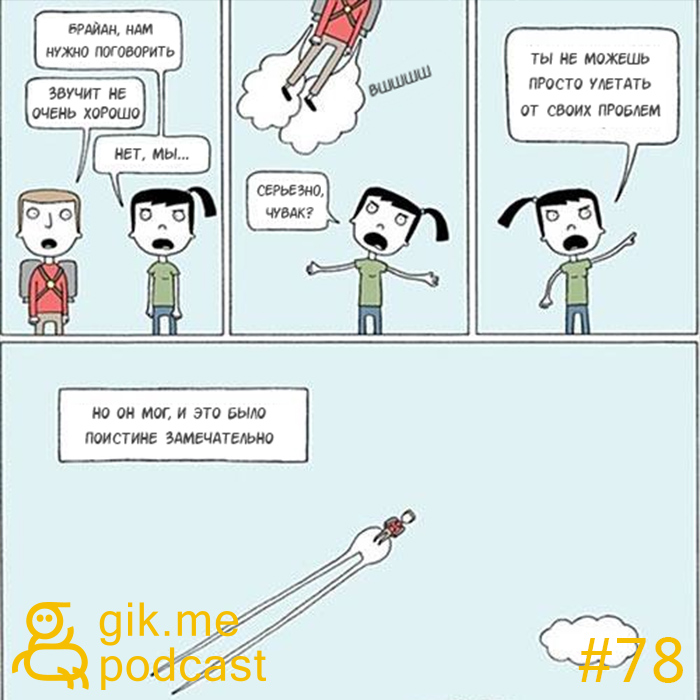 БРАЙАН, НАМ
НУЖНО ПОГОВОРИТЬ
ЗВУЧИТ НЕ
ОЧЕНЬ ХОРОШО
НЕТ, МЫ...
ВШШШШ
СЕРЬЕЗНО,
ЧУВАК?
ТЫ НЕ МОЖЕШЬ
ПРОСТО УЛЕТАТЬ
ОТ СВОИХ ПРОБЛЕМ
НО ОН МОГ, И ЭТО БЫЛО
ПОИСТИНЕ ЗАМЕЧАТЕЛЬНО
gik.me
podcast
#78